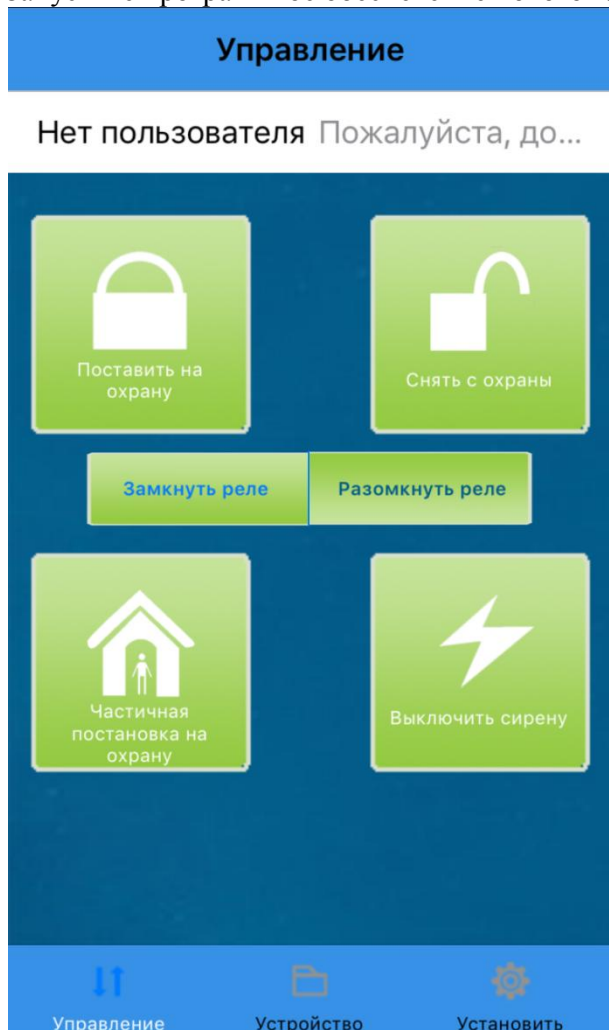 Управление
Нет пользователя Пожалуйста, до...
Поставить на
охрану
Снять с охраны
Замкнуть реле
Разомкнуть реле
Частичная
постановка на
охрану
Выключить сирену
Управление
Устройство
Установить